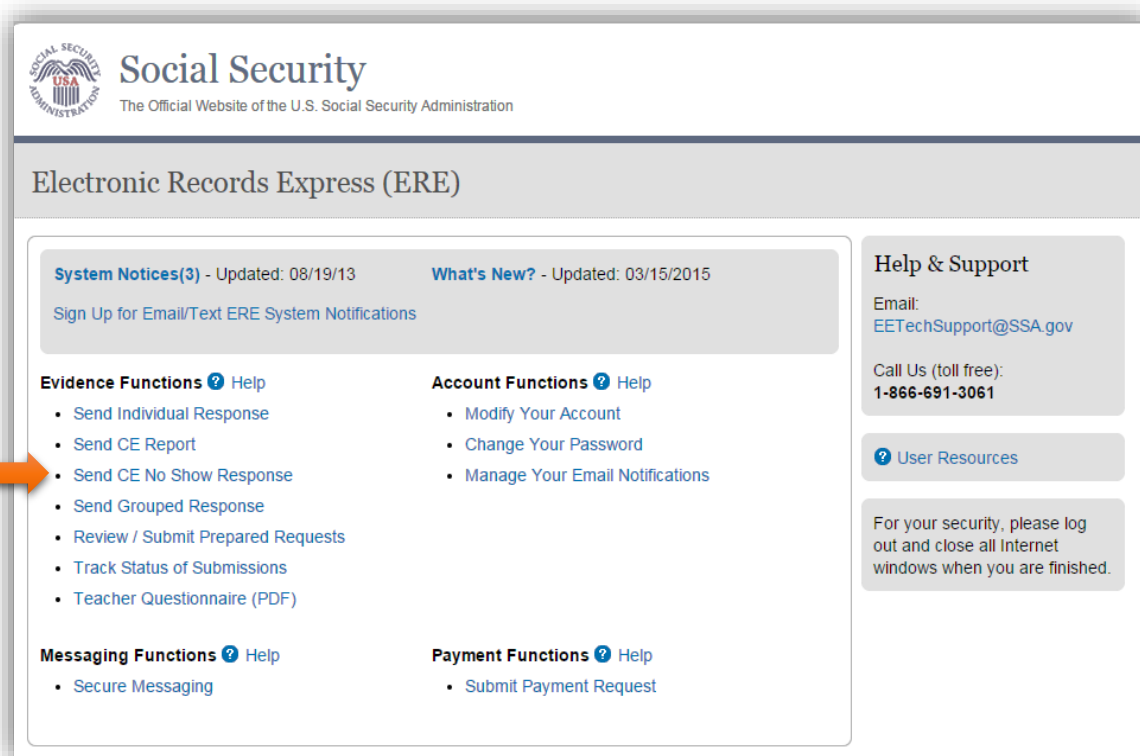 SOCIAL SECURITY ADMINISTRATION
USA
Social Security
The Official Website of the U.S. Social Security Administration
Electronic Records Express (ERE)
System Notices(3) - Updated: 08/19/13
What's New? - Updated: 03/15/2015
Sign Up for Email/Text ERE System Notifications
Evidence Functions ? Help
• Send Individual Response
• Send CE Report
• Send CE No Show Response
• Send Grouped Response
• Review / Submit Prepared Requests
• Track Status of Submissions
• Teacher Questionnaire (PDF)
Account Functions ? Help
• Modify Your Account
• Change Your Password
• Manage Your Email Notifications
Messaging Functions ? Help
• Secure Messaging
Payment Functions ? Help
• Submit Payment Request
Help & Support
Email:
EETechSupport@SSA.gov
Call Us (toll free):
1-866-691-3061
? User Resources
For your security, please log
out and close all Internet
windows when you are finished.